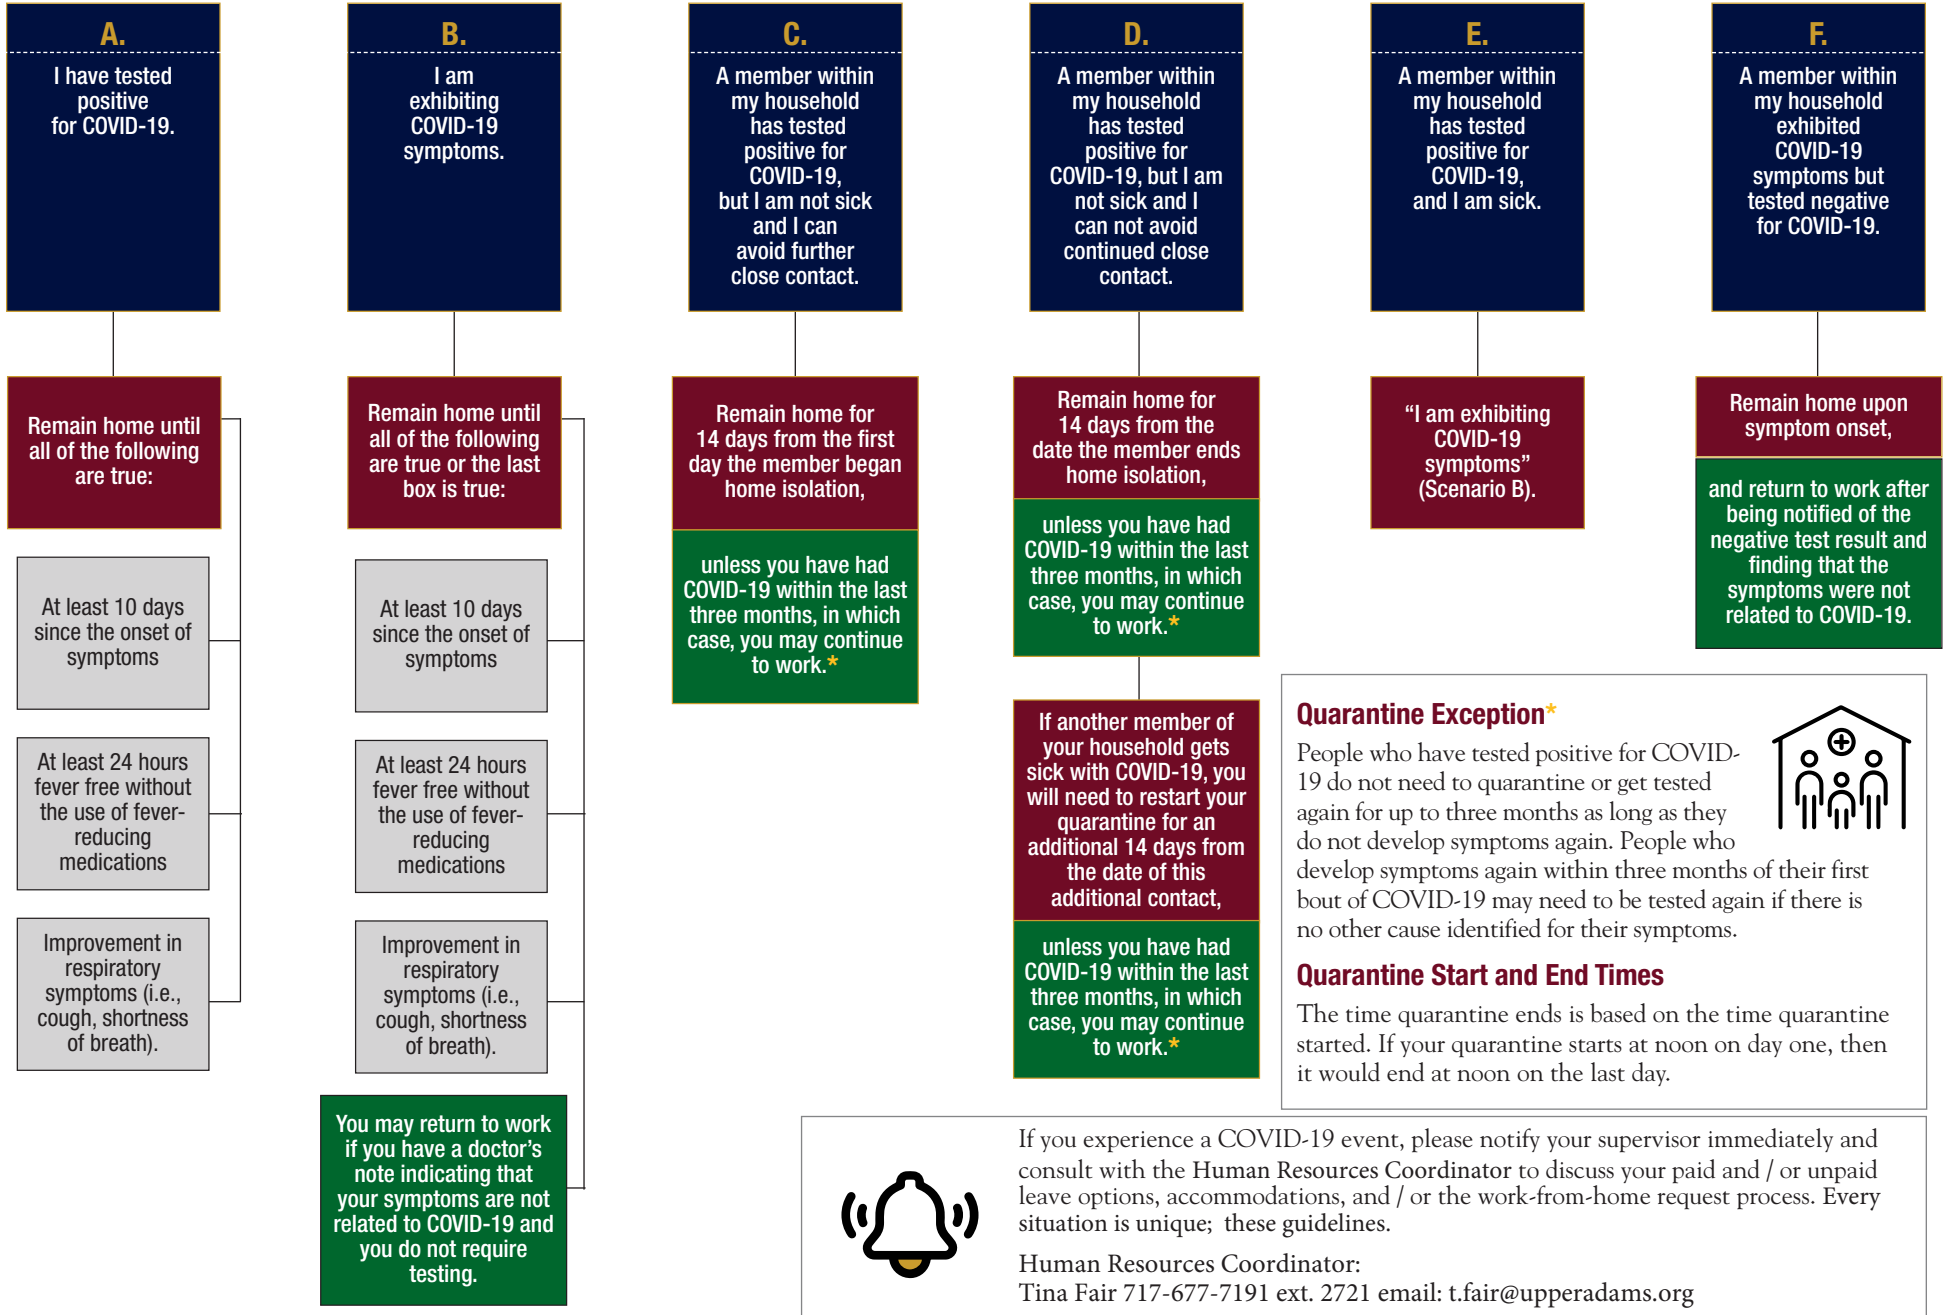 A.
I have tested
positive
for COVID-19.
Remain home until
all of the following
are true:
At least 10 days
since the onset of
symptoms
At least 24 hours
fever free without
the use of fever-
reducing
medications
Improvement in
respiratory
symptoms (i.e.,
cough, shortness
of breath).
B.
I am
exhibiting
COVID-19
symptoms.
Remain home until
all of the following
are true or the last
box is true:
At least 10 days
since the onset of
symptoms
At least 24 hours
fever free without
the use of fever-
reducing
medications
Improvement in
respiratory
symptoms (i.e.,
cough, shortness
of breath).
You may return to work
if you have a doctor's
note indicating that
your symptoms are not
related to COVID-19 and
you do not require
testing.
C.
A member within
my household
has tested
positive for
COVID-19,
but I am not sick
and I can
avoid further
close contact.
Remain home for
14 days from the first
day the member began
home isolation,
unless you have had
COVID-19 within the last
three months, in which
case, you may continue
to work.*
D.
A member within
my household
has tested
positive for
COVID-19, but I am
not sick and I
can not avoid
continued close
contact.
Remain home for
14 days from the
date the member ends
home isolation,
unless you have had
COVID-19 within the last
three months, in which
case, you may continue
to work.*
If another member of
your household gets
sick with COVID-19, you
will need to restart your
quarantine for an
additional 14 days from
the date of this
additional contact,
unless you have had
COVID-19 within the last
three months, in which
case, you may continue
to work.*
E.
A member within
my household
has tested
positive for
COVID-19,
and I am sick.
“I am exhibiting
COVID-19
symptoms”
(Scenario B).
F.
A member within
my household
exhibited
COVID-19
symptoms but
tested negative
for COVID-19.
Remain home upon
symptom onset,
and return to work after
being notified of the
negative test result and
finding that the
symptoms were not
related to COVID-19.
Quarantine Exception*
People who have tested positive for COVID-
19 do not need to quarantine or get tested
again for up to three months as long as they
do not develop symptoms again. People who
develop symptoms again within three months of their first
bout of COVID-19 may need to be tested again if there is
no other cause identified for their symptoms.
Quarantine Start and End Times
The time quarantine ends is based on the time quarantine
started. If your quarantine starts at noon on day one, then
it would end at noon on the last day.
If you experience a COVID-19 event, please notify your supervisor immediately and
consult with the Human Resources Coordinator to discuss your paid and / or unpaid
leave options, accommodations, and / or the work-from-home request process. Every
situation is unique; these guidelines.
Human Resources Coordinator:
Tina Fair 717-677-7191 ext. 2721 email: t.fair@upperadams.org